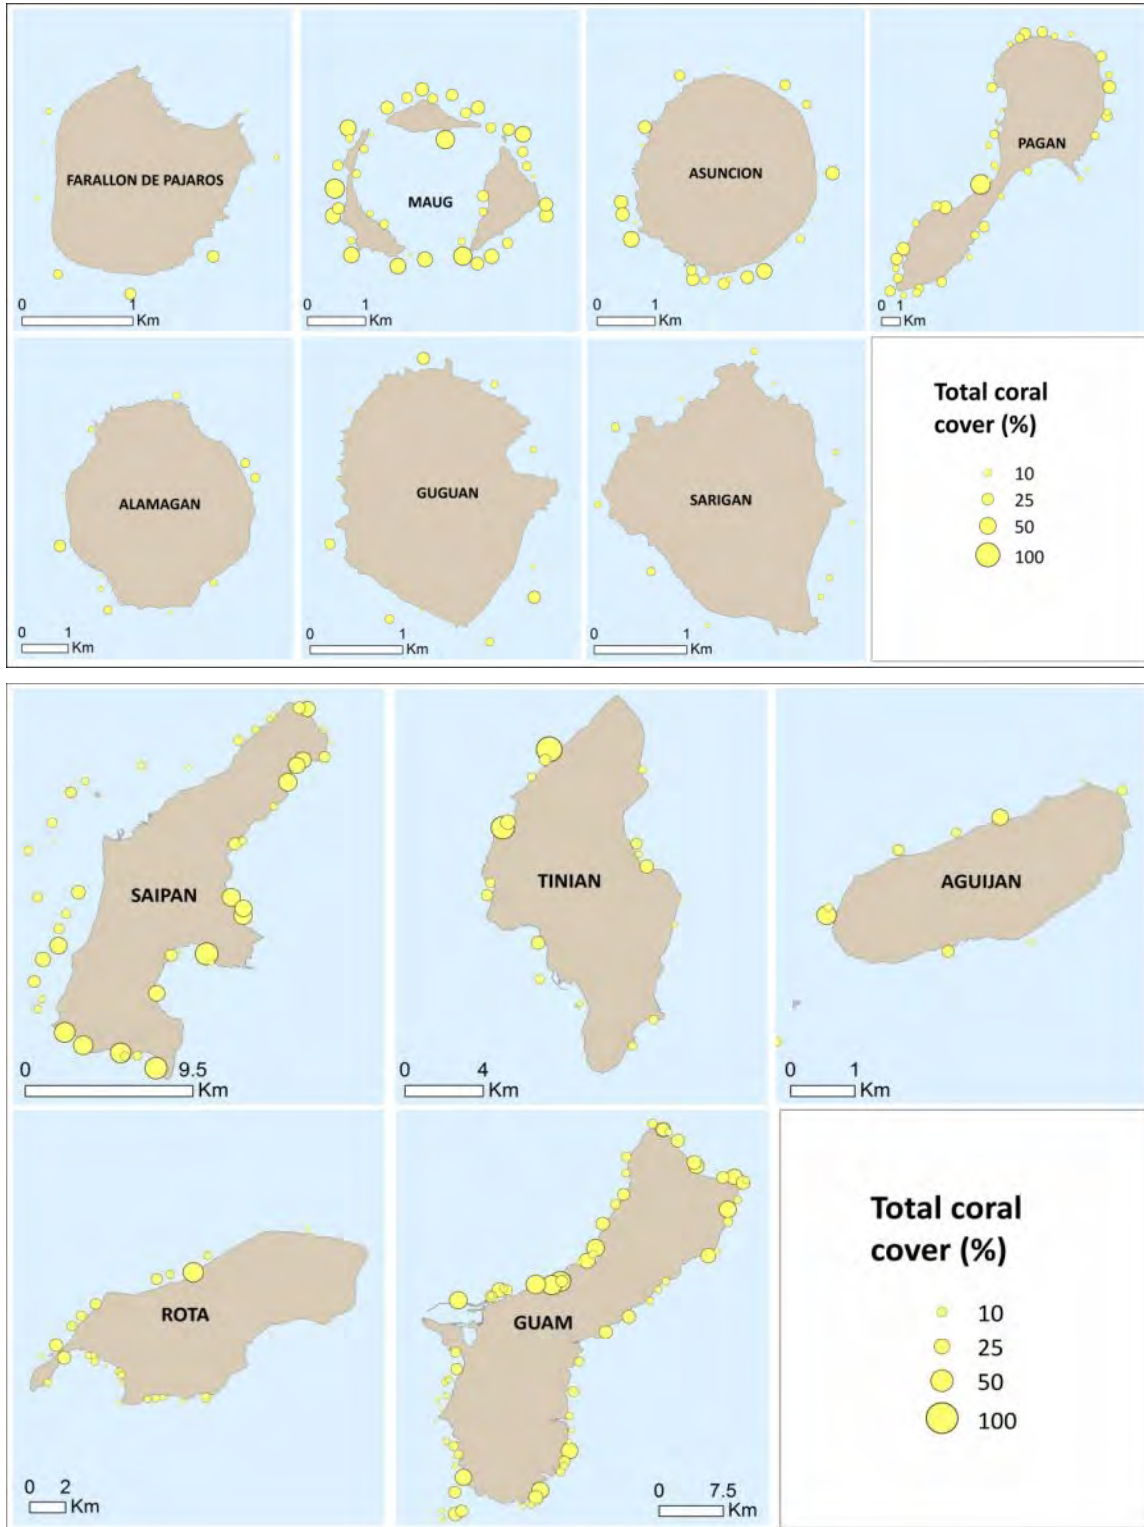 FARALLON DE PAJAROS
0 1
Km
MAUG
0 1
Km
ASUNCION
0 1
Km
PAGAN
0 1
Km
ALAMAGAN
0 1
Km
GUGUAN
0 1
Km
SARIGAN
0 1
Km
Total coral
cover (%)
10
25
50
100
SAIPAN
0 9.5
Km
TINIAN
0 4
Km
AGUIJAN
0 1
Km
ROTA
0 2
Km
GUAM
0 7.5
Km
Total coral
cover (%)
10
25
50
100